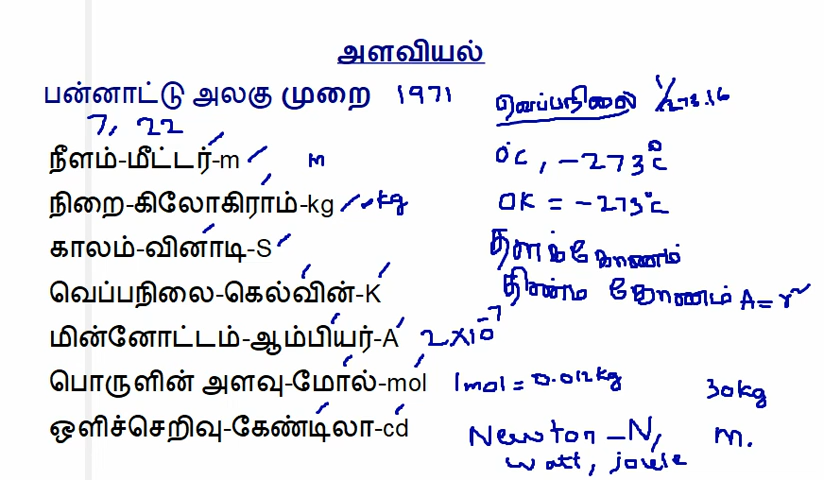 அளவியல்
பன்னாட்டு அலகு முறை 1971
வெப்பநிலை 1/273.16
7, 22
நீளம்-மீட்டர்-m m
0°c, -273°c
நிறை-கிலோகிராம்-kg kg
0K = -273°c
காலம்-வினாடி-S
தளக்கோணம்
வெப்பநிலை-கெல்வின்-K
திண்ம கோணம் A=r²
மின்னோட்டம்-ஆம்பியர்-A 2×10⁻⁷
பொருளின் அளவு-மோல்-mol 1mol = 0.012kg 30kg
ஒளிச்செறிவு-கேண்டிலா-cd
Newton -N, m.
watt, joule